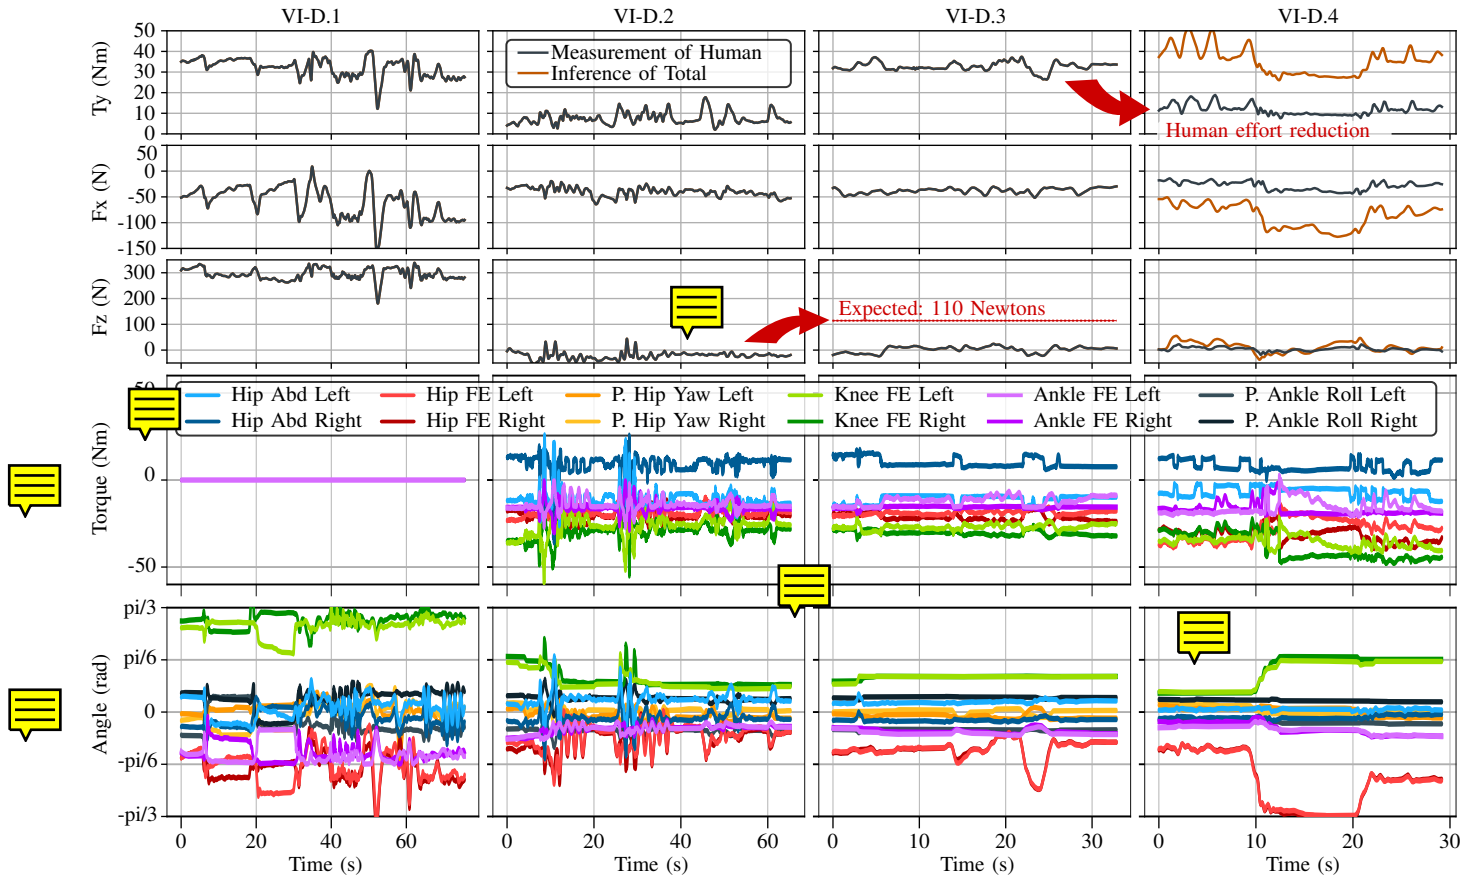 VI-D.1 VI-D.2 VI-D.3 VI-D.4
Ty (Nm)
50
40
30
20
10
0
Measurement of Human
Inference of Total
Human effort reduction
Fx (N)
50
0
-50
-100
-150
Fz (N)
300
200
100
0
Expected: 110 Newtons
Torque (Nm)
50
0
-50
Hip Abd Left Hip FE Left P. Hip Yaw Left Knee FE Left Ankle FE Left P. Ankle Roll Left
Hip Abd Right Hip FE Right P. Hip Yaw Right Knee FE Right Ankle FE Right P. Ankle Roll Right
Angle (rad)
pi/3
pi/6
0
-pi/6
-pi/3
0 20 40 60 0 20 40 60 0 10 20 30 0 10 20 30
Time (s) Time (s) Time (s) Time (s)